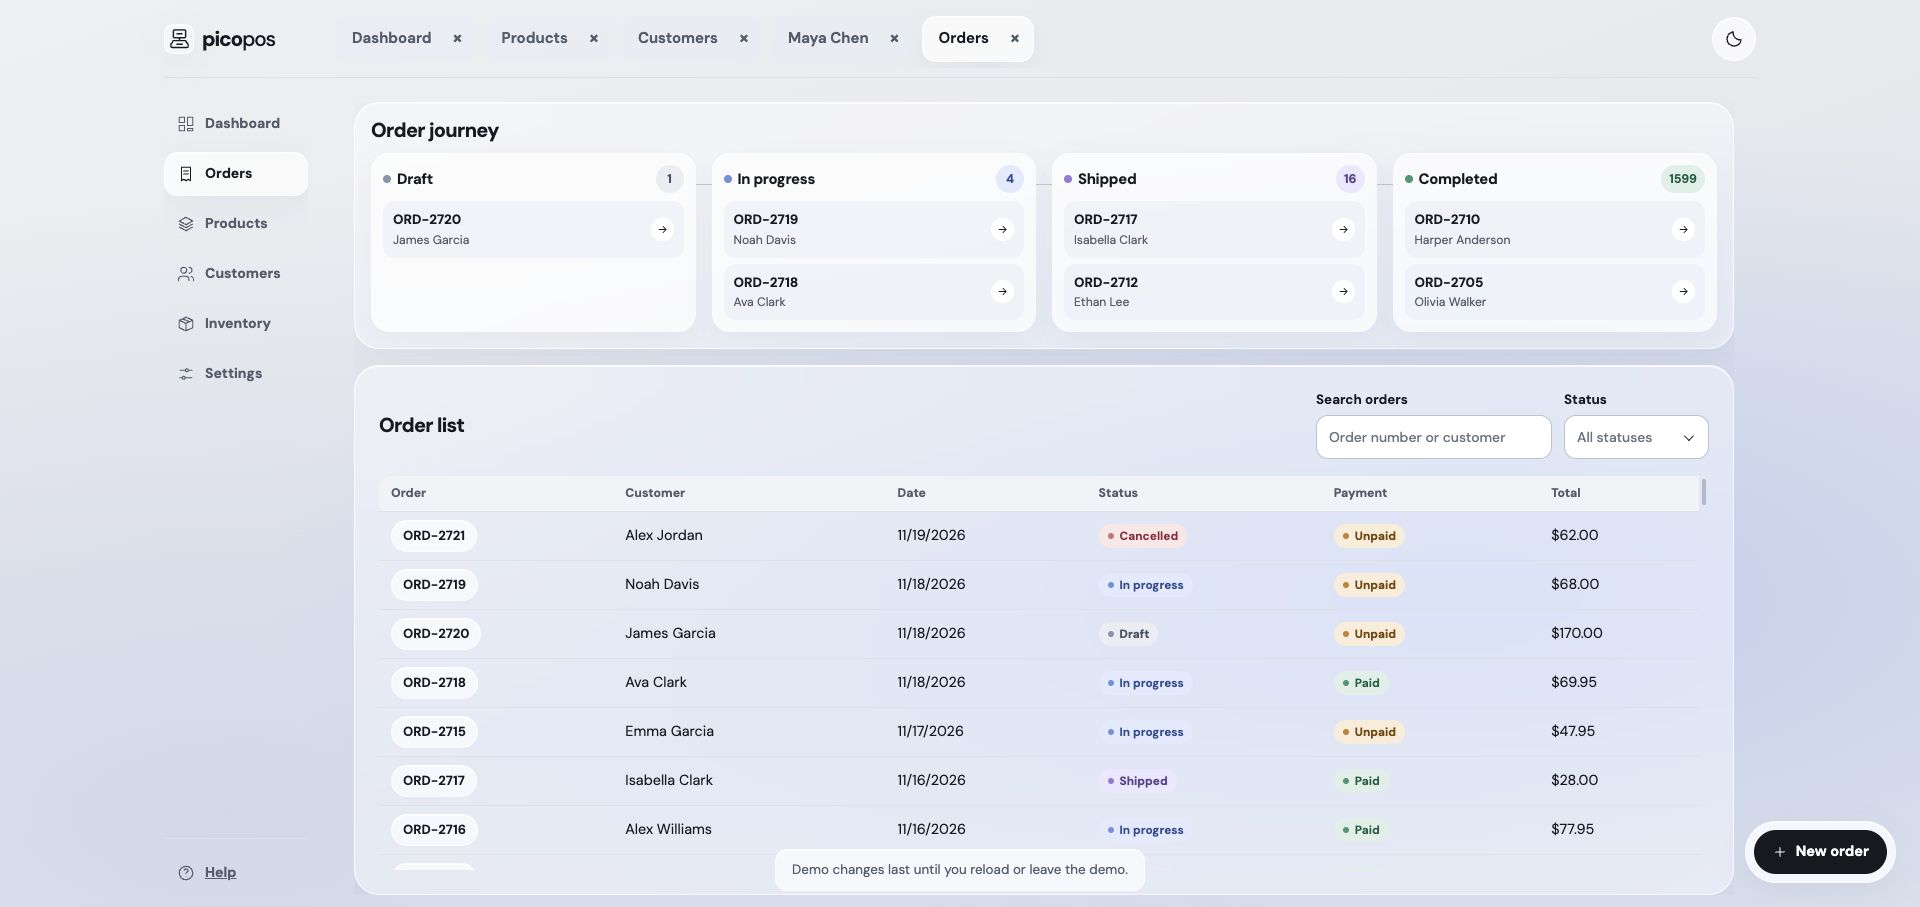 picopos
Dashboard × Products × Customers × Maya Chen × Orders ×
Dashboard
Orders
Products
Customers
Inventory
Settings
Help
Order journey
Draft 1
ORD-2720
James Garcia
In progress 4
ORD-2719
Noah Davis
ORD-2718
Ava Clark
Shipped 16
ORD-2717
Isabella Clark
ORD-2712
Ethan Lee
Completed 1599
ORD-2710
Harper Anderson
ORD-2705
Olivia Walker
Order list
Search orders
Order number or customer
Status
All statuses
Order Customer Date Status Payment Total
ORD-2721 Alex Jordan 11/19/2026 Cancelled Unpaid $62.00
ORD-2719 Noah Davis 11/18/2026 In progress Unpaid $68.00
ORD-2720 James Garcia 11/18/2026 Draft Unpaid $170.00
ORD-2718 Ava Clark 11/18/2026 In progress Paid $69.95
ORD-2715 Emma Garcia 11/17/2026 In progress Unpaid $47.95
ORD-2717 Isabella Clark 11/16/2026 Shipped Paid $28.00
ORD-2716 Alex Williams 11/16/2026 In progress Paid $77.95
Demo changes last until you reload or leave the demo.
+ New order